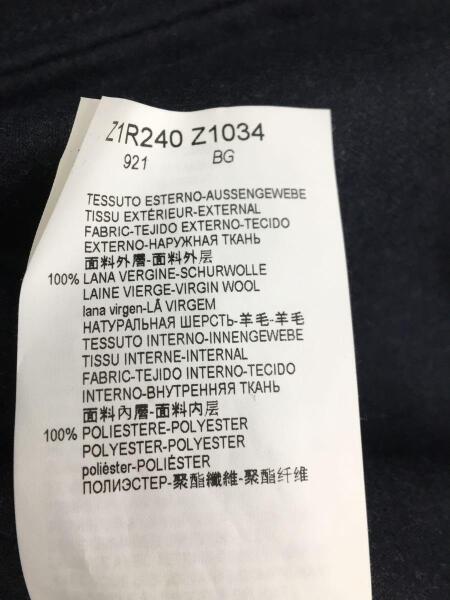 Z1R240 Z1034
921 BG
TESSUTO ESTERNO-AUSSENGEWEBE
TISSU EXTÉRIEUR-EXTERNAL
FABRIC-TEJIDO EXTERNO-TECIDO
EXTERNO-НАРУЖНАЯ ТКАНЬ
面料外層-面料外层
100% LANA VERGINE-SCHURWOLLE
LAINE VIERGE-VIRGIN WOOL
lana virgen-LÃ VIRGEM
НАТУРАЛЬНАЯ ШЕРСТЬ-羊毛-羊毛
TESSUTO INTERNO-INNENGEWEBE
TISSU INTERNE-INTERNAL
FABRIC-TEJIDO INTERNO-TECIDO
INTERNO-ВНУТРЕННЯЯ ТКАНЬ
面料內層-面料内层
100% POLIESTERE-POLYESTER
POLYESTER-POLYESTER
poliéster-POLIÉSTER
ПОЛИЭСТЕР-聚酯纖維-聚酯纤维